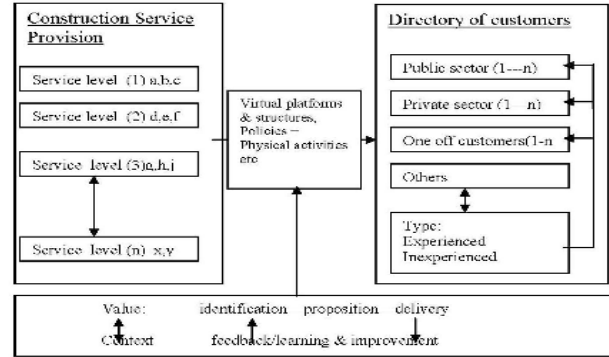 Construction Service
Provision
Service level (1) a,b,c
Service level (2) d,e,f
Service level (3)g,h,j
Service level (n) x,y
Virtual platforms
& structures,
Policies –
Physical activities
etc
Directory of customers
Public sector (1---n)
Private sector (1---n)
One off customers(1-n
Others
Type:
Experienced
Inexperienced
Value: identification proposition delivery
Context feedback/learning & improvement